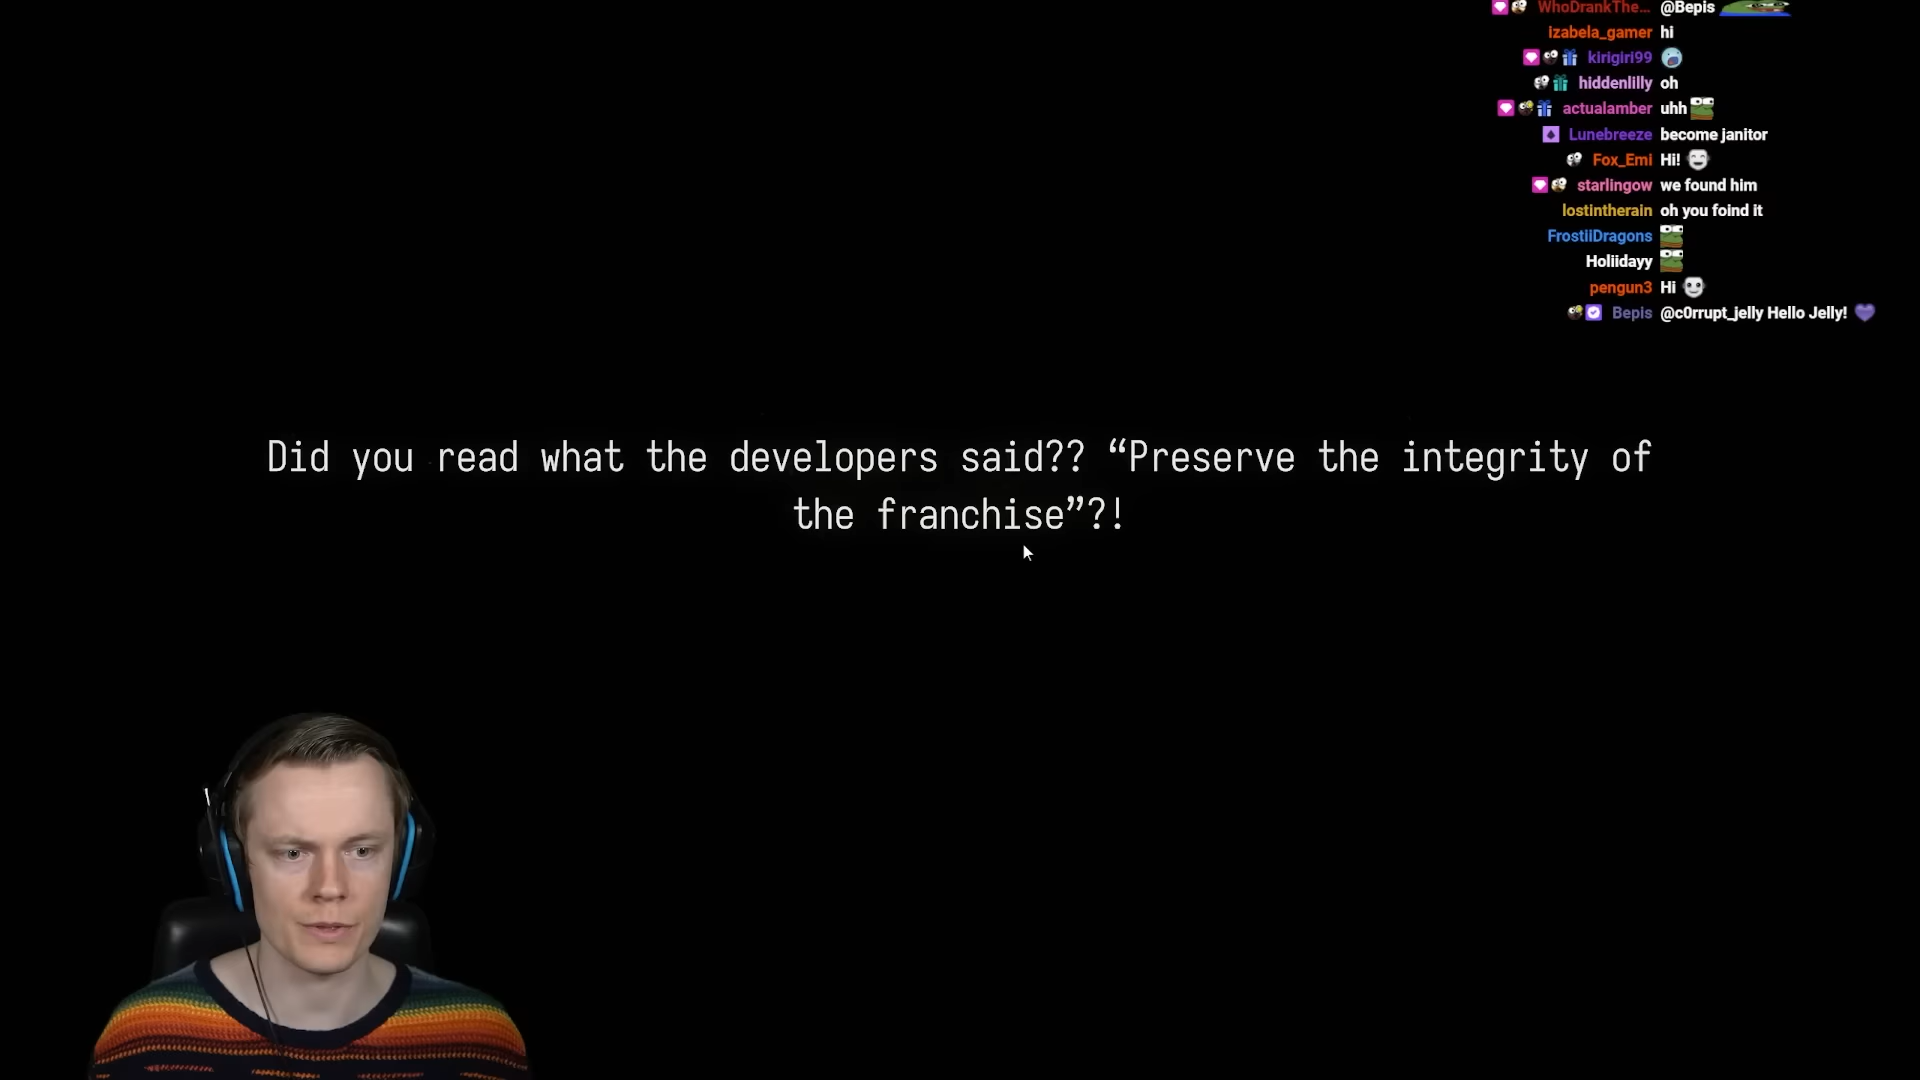 WhoDrankThe... @Bepis
izabela_gamer hi
kirigiri99
hiddenlilly oh
actualamber uhh
Lunebreeze become janitor
Fox_Emi Hi!
starlingow we found him
lostintherain oh you foind it
FrostiiDragons
Holiidayy
pengun3 Hi
Bepis @c0rrupt_jelly Hello Jelly!
Did you read what the developers said?? “Preserve the integrity of
the franchise”?!